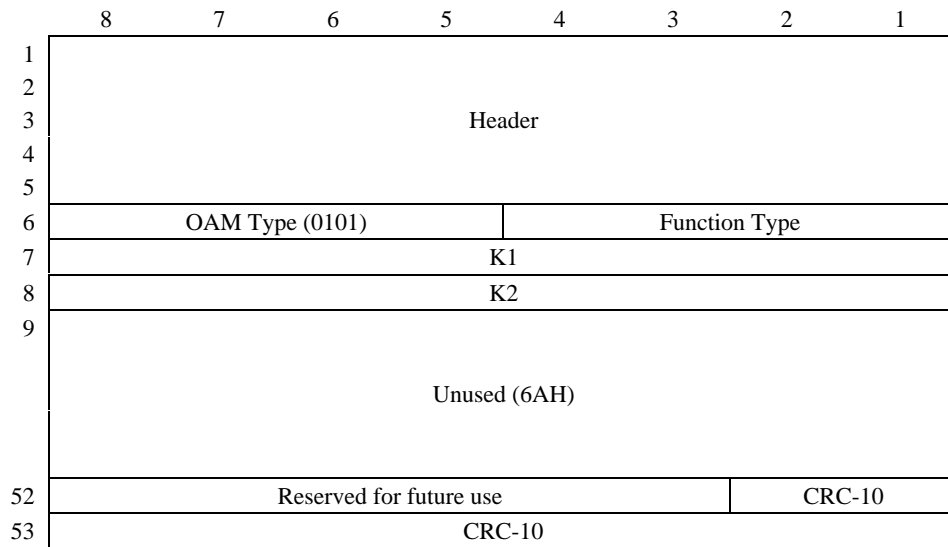 8 7 6 5 4 3 2 1
1
2
3 Header
4
5
6 OAM Type (0101) Function Type
7 K1
8 K2
9
Unused (6AH)
52 Reserved for future use CRC-10
53 CRC-10